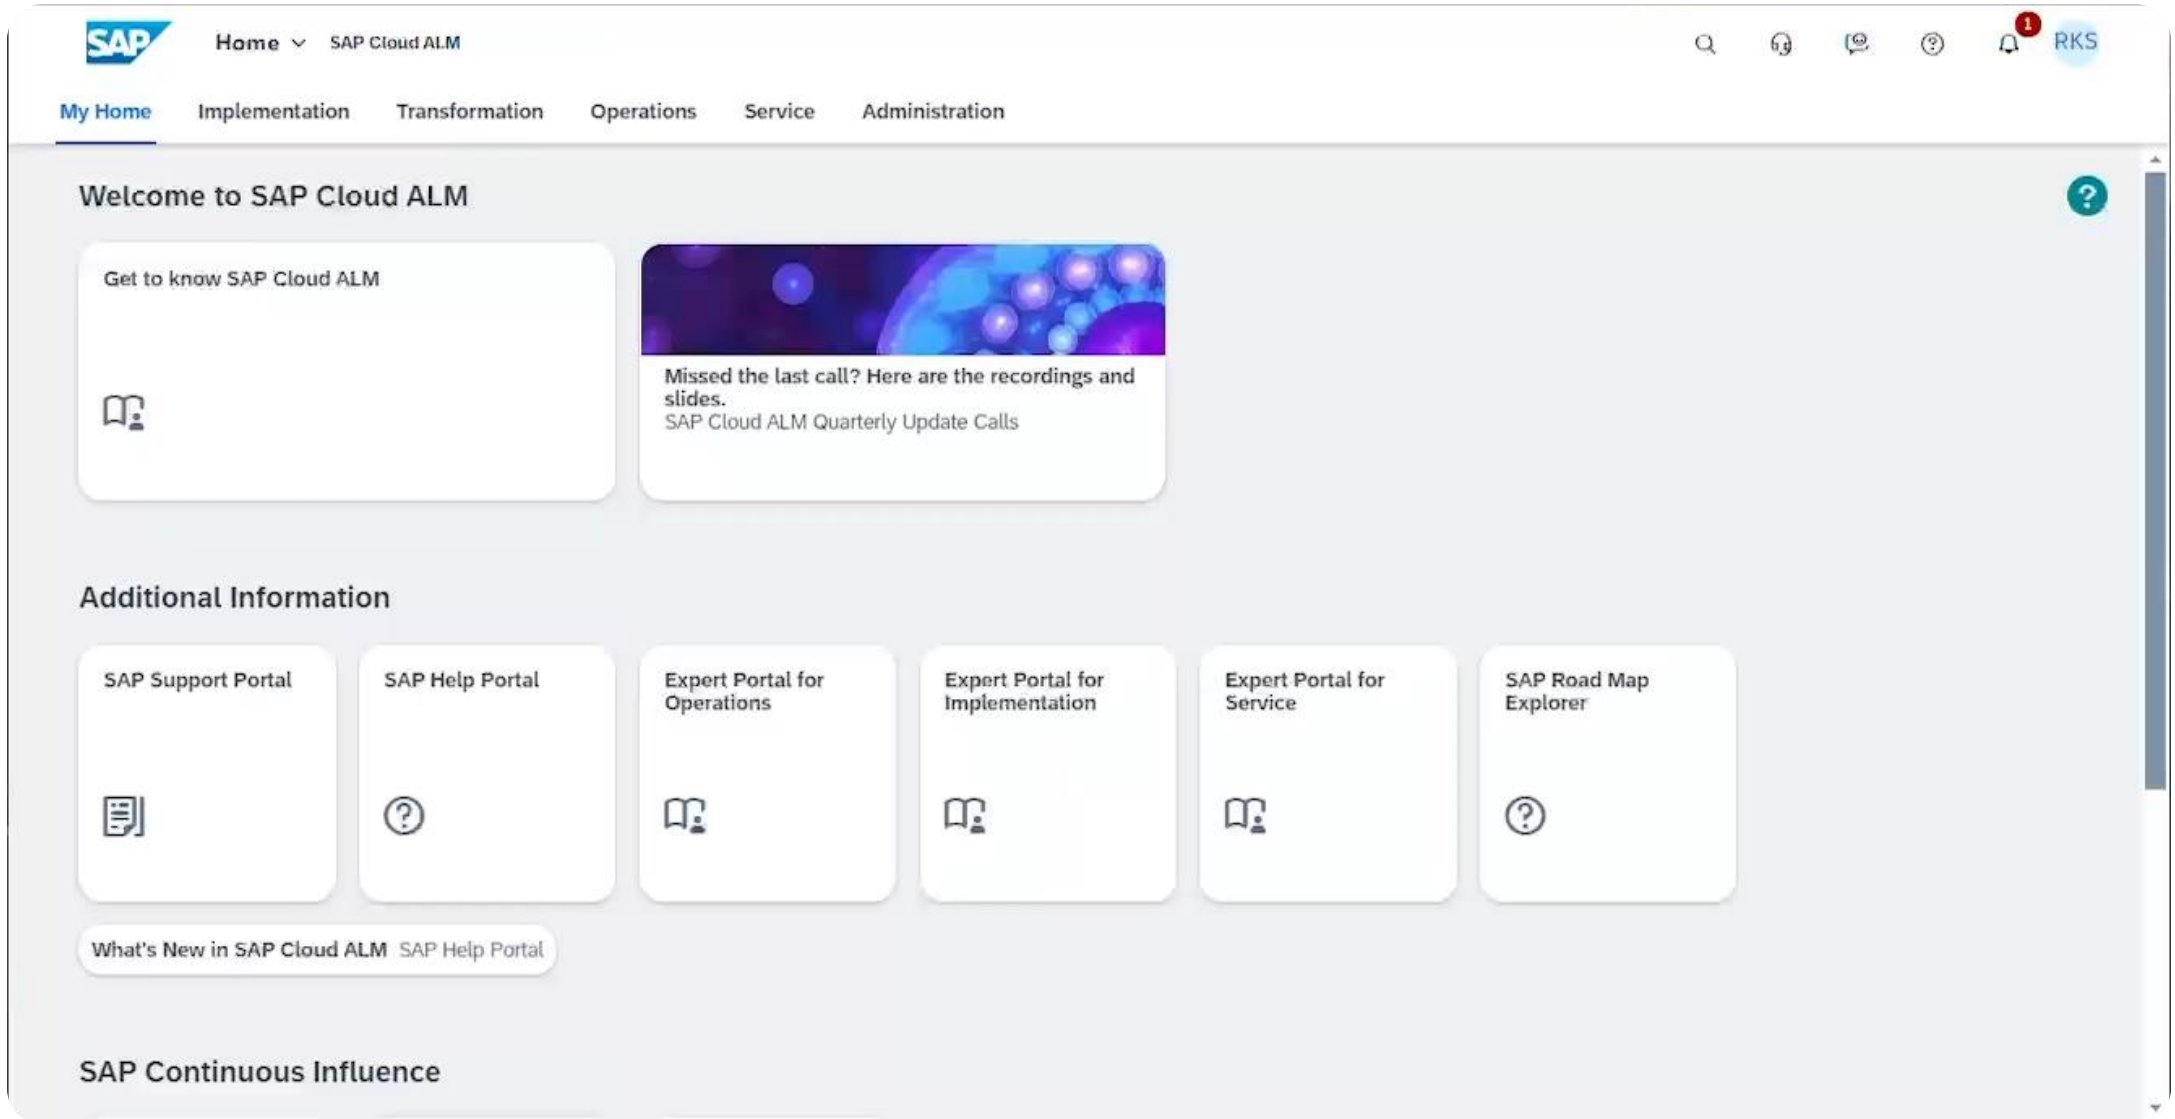 SAP
Home
SAP Cloud ALM
1
RKS
My Home
Implementation
Transformation
Operations
Service
Administration
Welcome to SAP Cloud ALM
?
Get to know SAP Cloud ALM
Missed the last call? Here are the recordings and
slides.
SAP Cloud ALM Quarterly Update Calls
Additional Information
SAP Support Portal
SAP Help Portal
Expert Portal for
Operations
Expert Portal for
Implementation
Expert Portal for
Service
SAP Road Map
Explorer
What's New in SAP Cloud ALM SAP Help Portal
SAP Continuous Influence